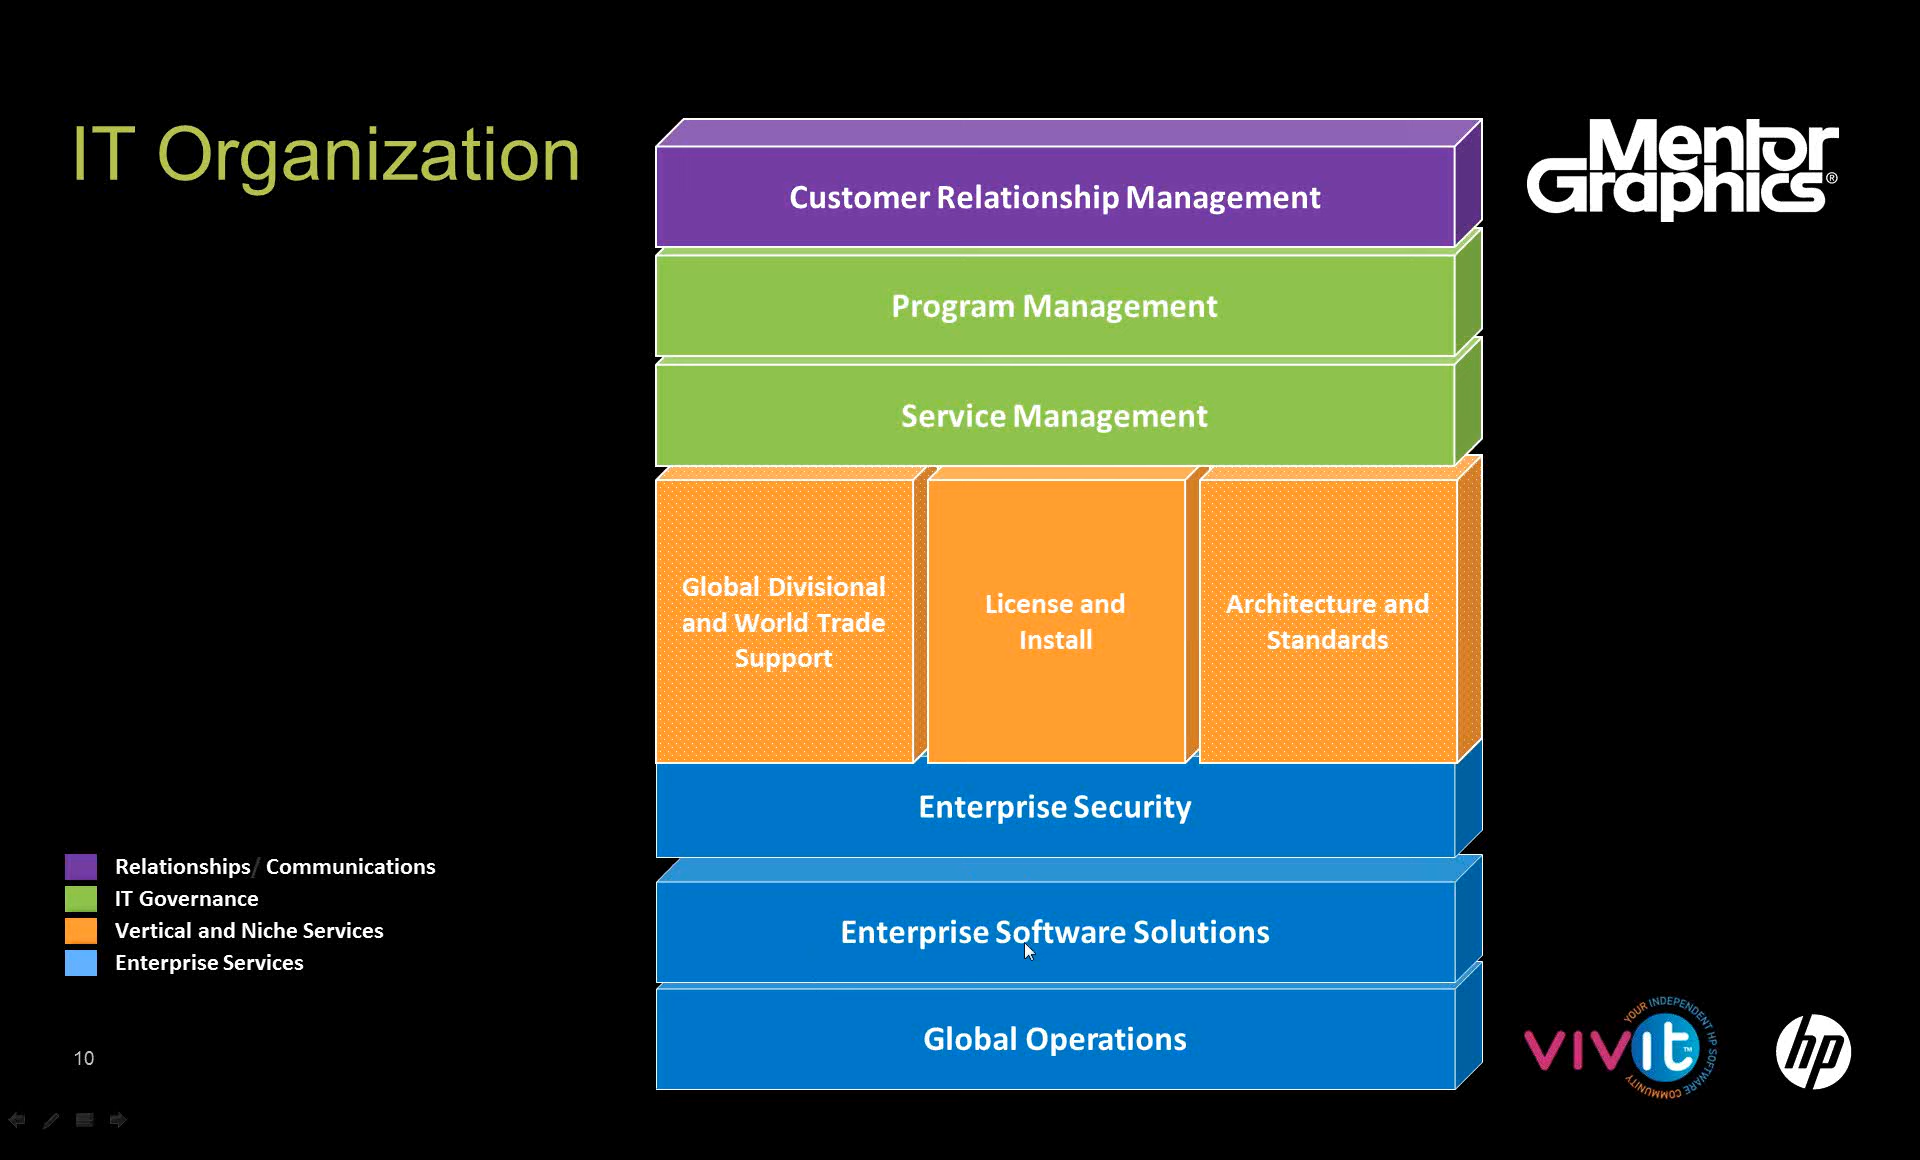 IT Organization
Customer Relationship Management
Mentor
Graphics®
Program Management
Service Management
Global Divisional
and World Trade
Support
License and
Install
Architecture and
Standards
Enterprise Security
Enterprise Software Solutions
Global Operations
Relationships/ Communications
IT Governance
Vertical and Niche Services
Enterprise Services
10
vivit™
YOUR INDEPENDENT HP SOFTWARE COMMUNITY
hp